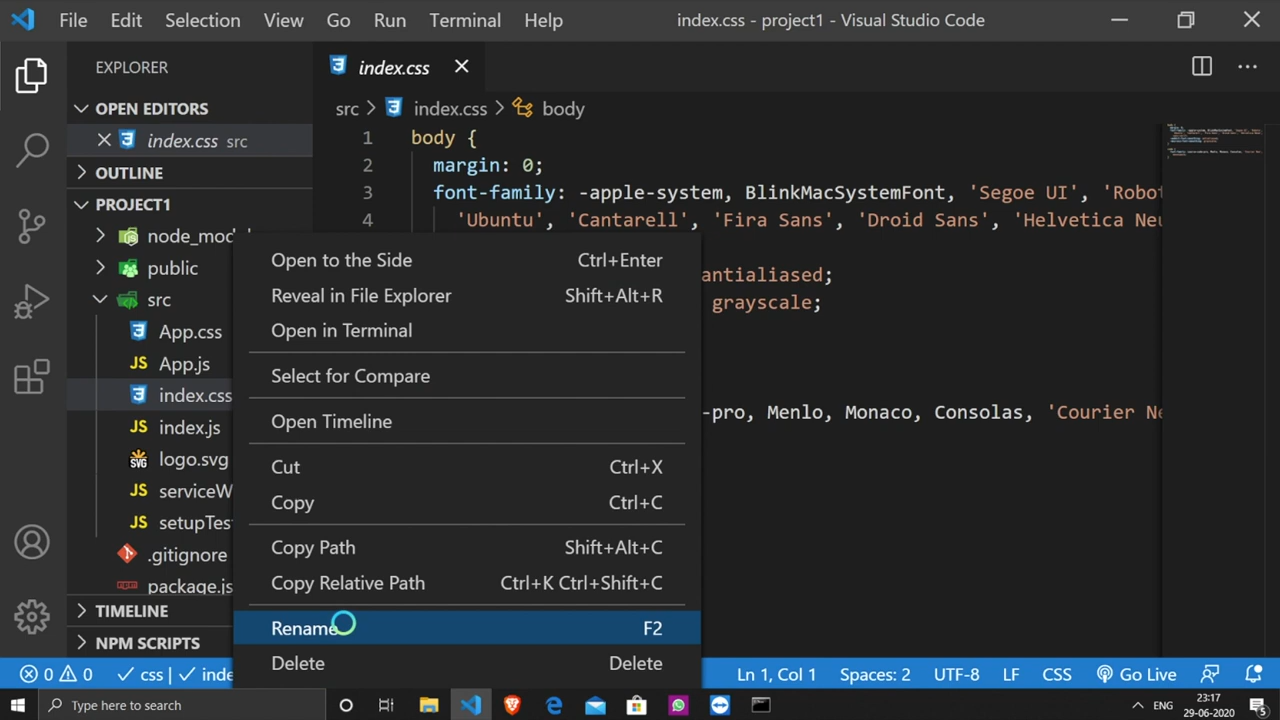 File Edit Selection View Go Run Terminal Help index.css - project1 - Visual Studio Code
EXPLORER
index.css
OPEN EDITORS
index.css src
src index.css body
OUTLINE
PROJECT1
public
src
App.css
JS App.js
index.css
JS index.js
SVG logo.svg
JS serviceW
JS setupTest
.gitignore
package.js
TIMELINE
NPM SCRIPTS
1 body {
2 margin: 0;
3 font-family: -apple-system, BlinkMacSystemFont, 'Segoe UI', 'Robot
4 'Ubuntu', 'Cantarell', 'Fira Sans', 'Droid Sans', 'Helvetica Neu
antialiased;
grayscale;
-pro, Menlo, Monaco, Consolas, 'Courier Ne
Open to the Side Ctrl+Enter
Reveal in File Explorer Shift+Alt+R
Open in Terminal
Select for Compare
Open Timeline
Cut Ctrl+X
Copy Ctrl+C
Copy Path Shift+Alt+C
Copy Relative Path Ctrl+K Ctrl+Shift+C
Rename F2
Delete Delete
0 0 css | inde Ln 1, Col 1 Spaces: 2 UTF-8 LF CSS Go Live
Type here to search
ENG
23:17
29-06-2020
5